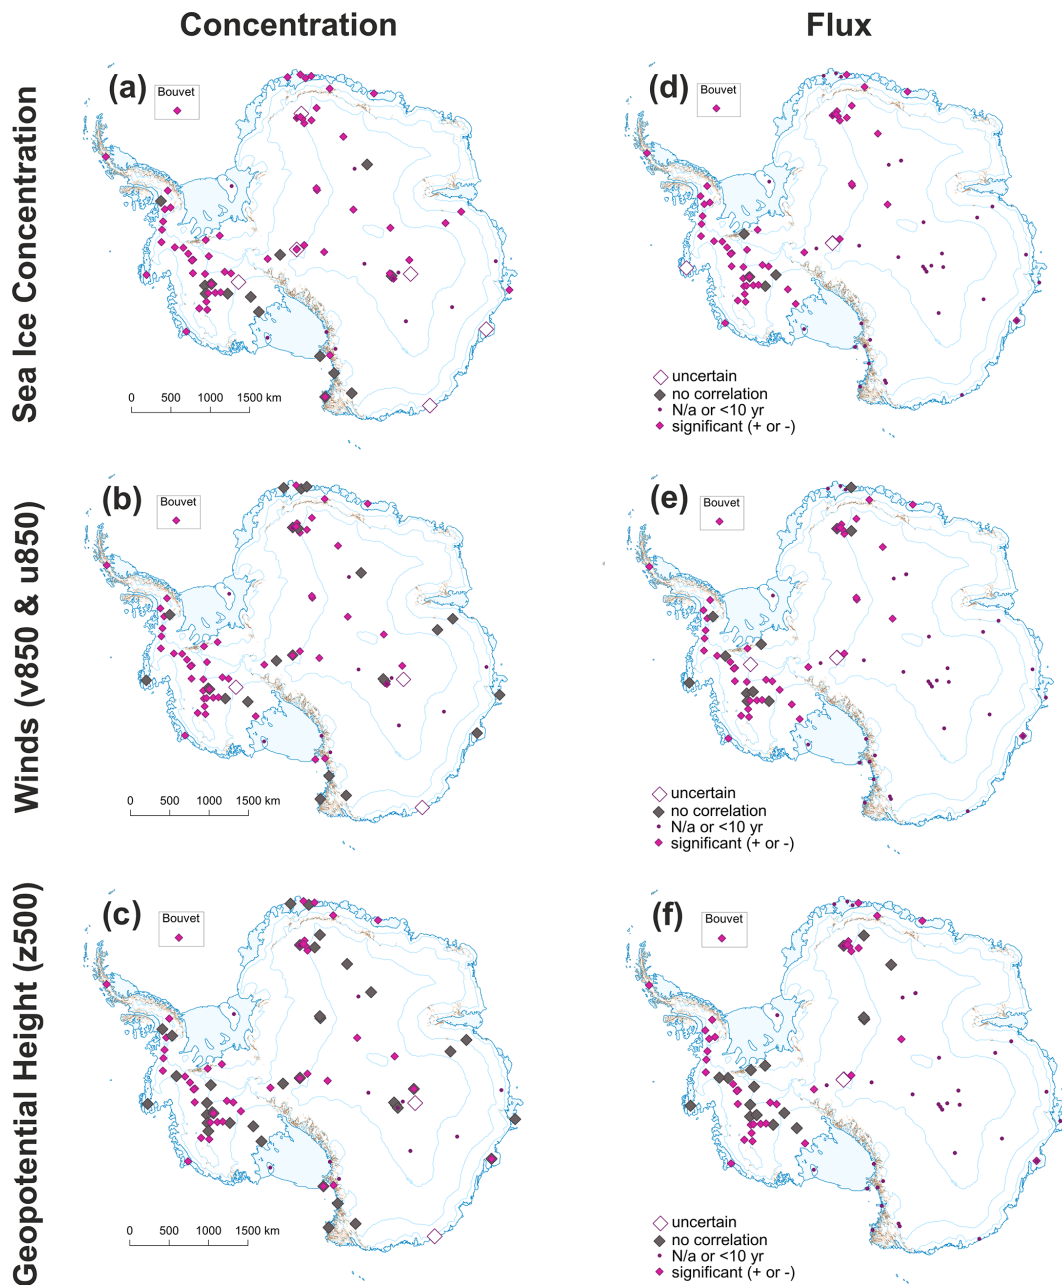 Concentration
Flux
Sea Ice Concentration
(a)
Bouvet
0 500 1000 1500 km
(d)
Bouvet
uncertain
no correlation
N/a or <10 yr
significant (+ or -)
Winds (v850 & u850)
(b)
Bouvet
0 500 1000 1500 km
(e)
Bouvet
uncertain
no correlation
N/a or <10 yr
significant (+ or -)
Geopotential Height (z500)
(c)
Bouvet
0 500 1000 1500 km
(f)
Bouvet
uncertain
no correlation
N/a or <10 yr
significant (+ or -)